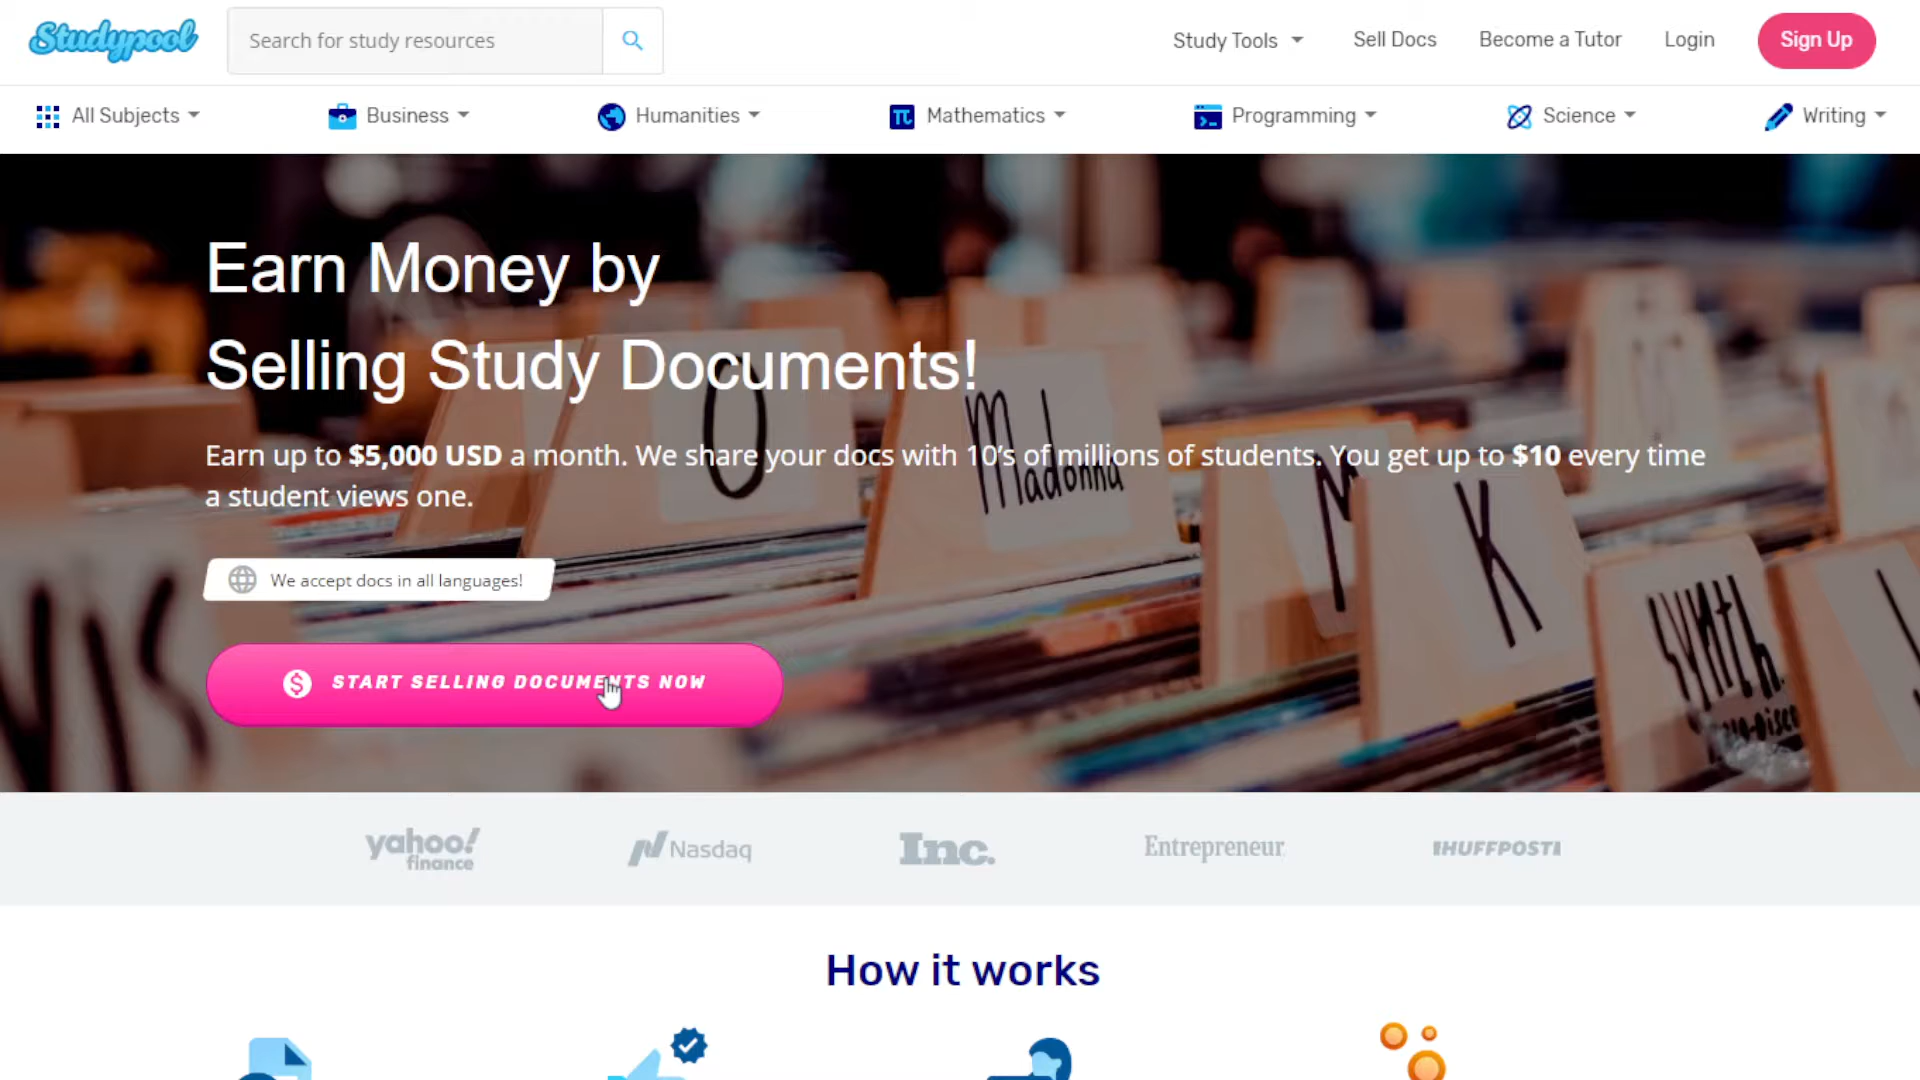 Studypool
Search for study resources
Study Tools
Sell Docs
Become a Tutor
Login
Sign Up
All Subjects
Business
Humanities
Mathematics
Programming
Science
Writing
Earn Money by
Selling Study Documents!
Earn up to $5,000 USD a month. We share your docs with 10's of millions of students. You get up to $10 every time
a student views one.
We accept docs in all languages!
START SELLING DOCUMENTS NOW
O
Madonna
M
K
SYNTH
yahoo!
finance
Nasdaq
Inc.
Entrepreneur
HUFFPOST
How it works